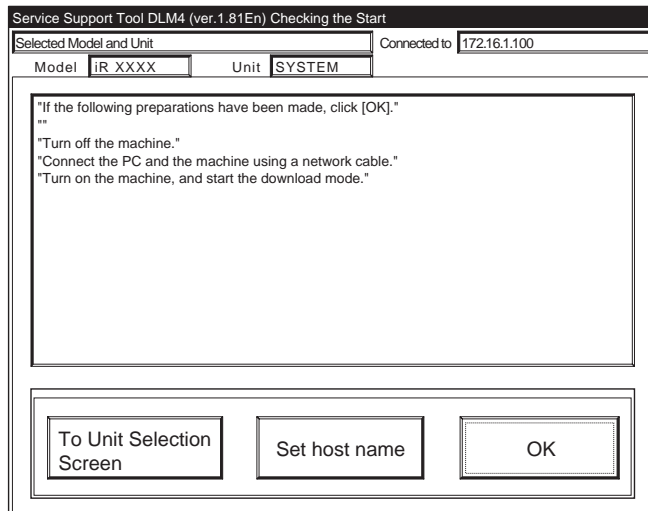 Service Support Tool DLM4 (ver.1.81En) Checking the Start
Selected Model and Unit
Connected to 172.16.1.100
Model iR XXXX Unit SYSTEM
"If the following preparations have been made, click [OK]."
""
"Turn off the machine."
"Connect the PC and the machine using a network cable."
"Turn on the machine, and start the download mode."
To Unit Selection
Screen
Set host name
OK